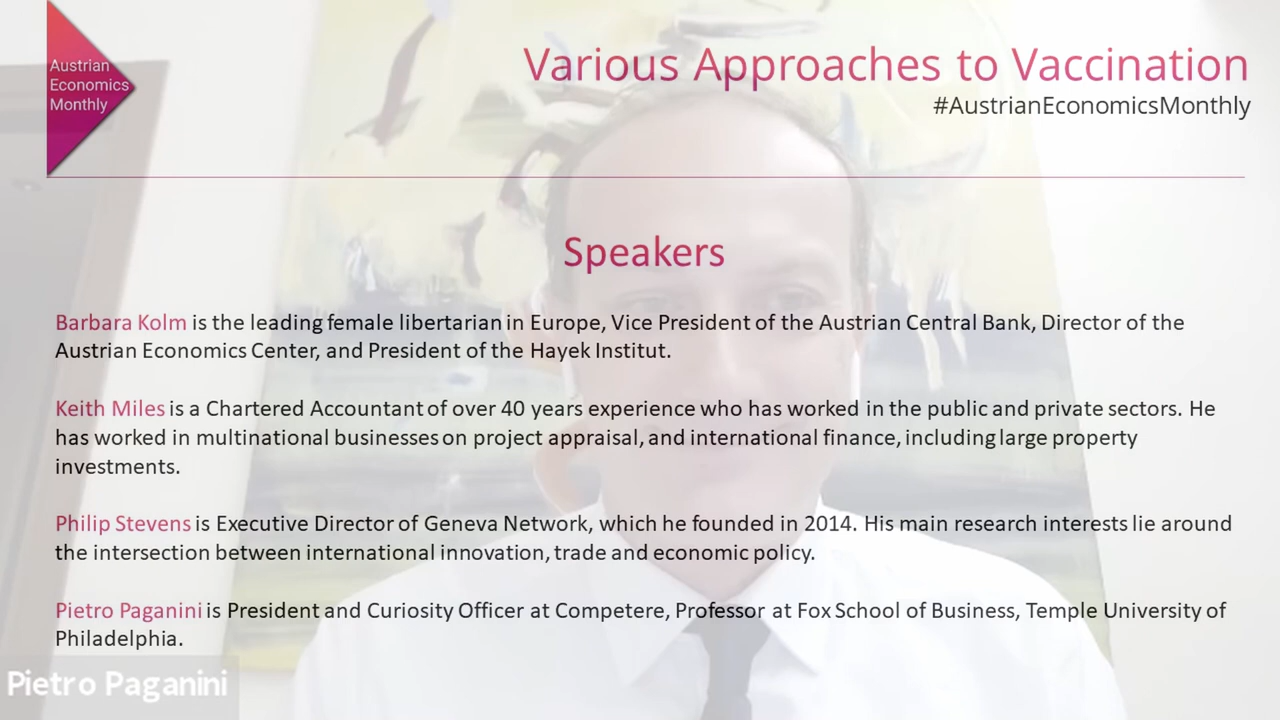 Austrian
Economics
Monthly
Various Approaches to Vaccination
#AustrianEconomicsMonthly
Speakers
Barbara Kolm is the leading female libertarian in Europe, Vice President of the Austrian Central Bank, Director of the
Austrian Economics Center, and President of the Hayek Institut.
Keith Miles is a Chartered Accountant of over 40 years experience who has worked in the public and private sectors. He
has worked in multinational businesses on project appraisal, and international finance, including large property
investments.
Philip Stevens is Executive Director of Geneva Network, which he founded in 2014. His main research interests lie around
the intersection between international innovation, trade and economic policy.
Pietro Paganini is President and Curiosity Officer at Competere, Professor at Fox School of Business, Temple University of
Philadelphia.
Pietro Paganini